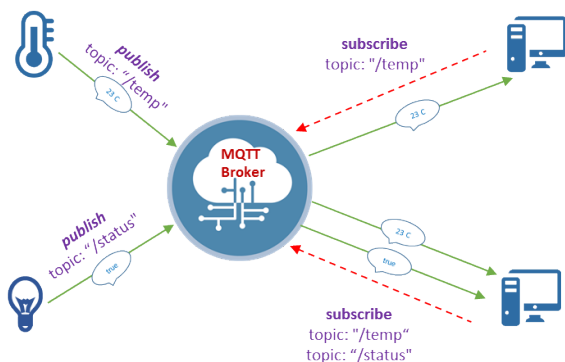 publish
topic: “/temp"
23 C
subscribe
topic: "/temp"
23 C
MQTT
Broker
publish
topic: “/status"
true
23 C
true
subscribe
topic: "/temp“
topic: “/status"